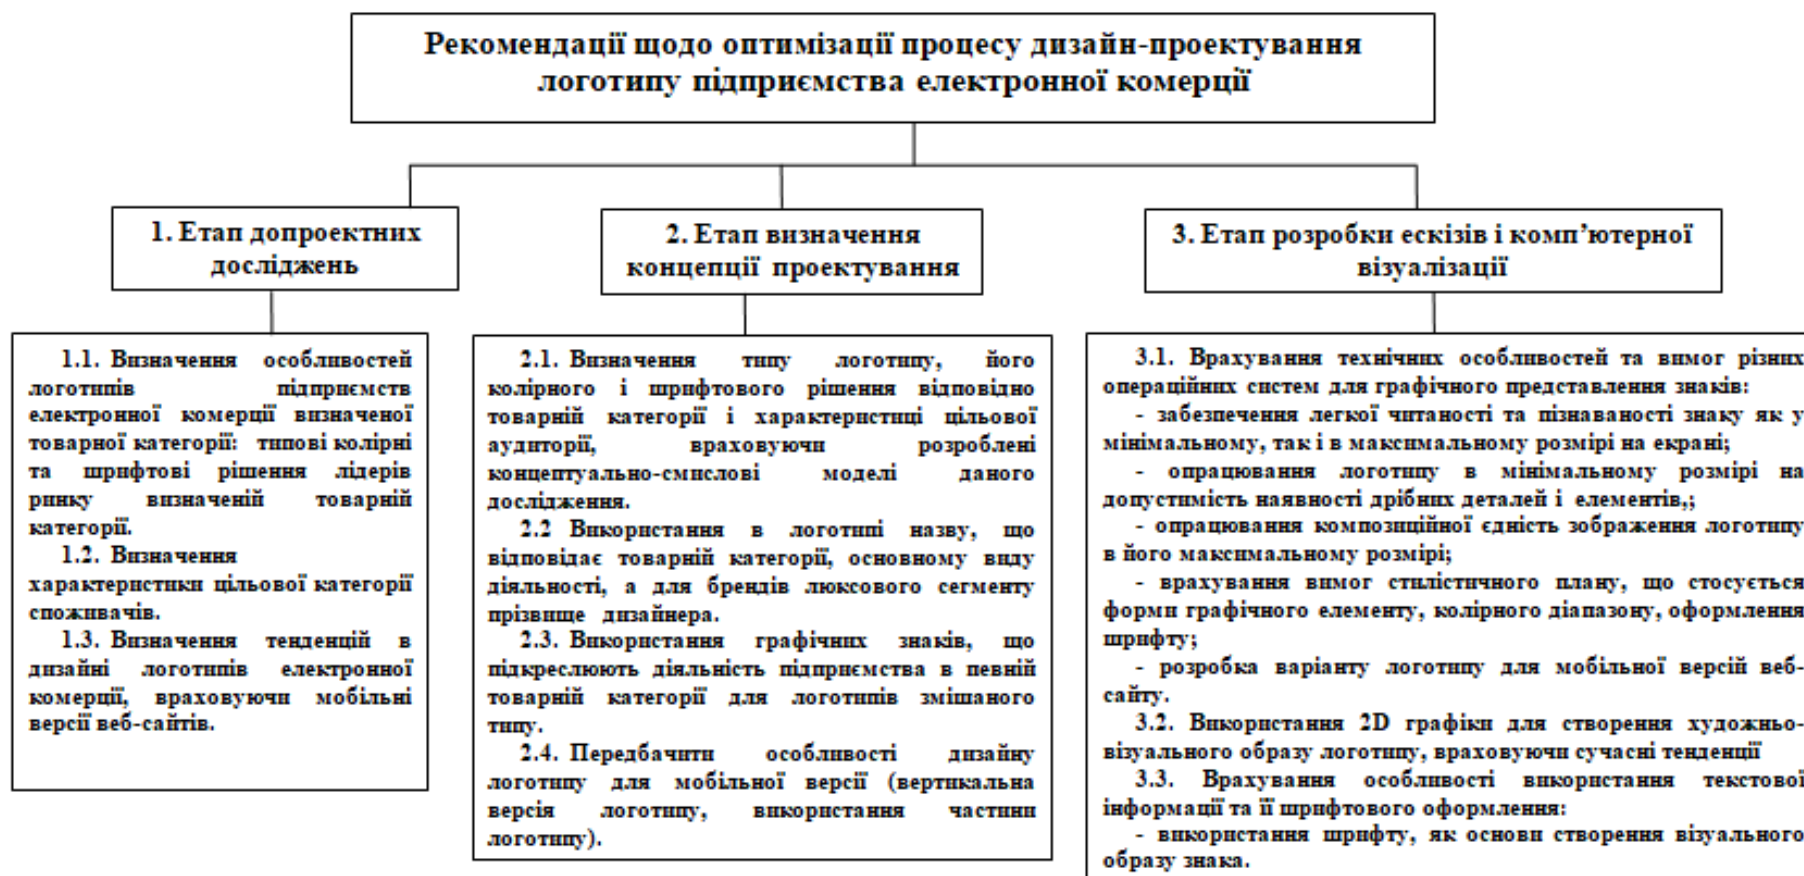 Рекомендації щодо оптимізації процесу дизайн-проектування
логотипу підприємства електронної комерції
1. Етап допроектних
досліджень
2. Етап визначення
концепції проектування
3. Етап розробки ескізів і комп’ютерної
візуалізації
1.1. Визначення особливостей
логотипів підприємств
електронної комерції визначеної
товарної категорії: типові колірні
та шрифтові рішення лідерів
ринку визначеній товарній
категорії.
1.2. Визначення
характеристики цільової категорії
споживачів.
1.3. Визначення тенденцій в
дизайні логотипів електронної
комерції, враховуючи мобільні
версії веб-сайтів.
2.1. Визначення типу логотипу, його
колірного і шрифтового рішення відповідно
товарній категорії і характеристиці цільової
аудиторії, враховуючи розроблені
концептуально-смислові моделі даного
дослідження.
2.2 Використання в логотипі назву, що
відповідає товарній категорії, основному виду
діяльності, а для брендів люксового сегменту
прізвище дизайнера.
2.3. Використання графічних знаків, що
підкреслюють діяльність підприємства в певній
товарній категорії для логотипів змішаного
типу.
2.4. Передбачити особливості дизайну
логотипу для мобільної версії (вертикальна
версія логотипу, використання частини
логотипу).
3.1. Врахування технічних особливостей та вимог різних
операційних систем для графічного представлення знаків:
- забезпечення легкої читаності та пізнаваності знаку як у
мінімальному, так і в максимальному розмірі на екрані;
- опрацювання логотипу в мінімальному розмірі на
допустимість наявності дрібних деталей і елементів,;
- опрацювання композиційної єдність зображення логотипу
в його максимальному розмірі;
- врахування вимог стилістичного плану, що стосується
форми графічного елементу, колірного діапазону, оформлення
шрифту;
- розробка варіанту логотипу для мобільної версій веб-
сайту.
3.2. Використання 2D графіки для створення художньо-
візуального образу логотипу, враховуючи сучасні тенденції
3.3. Врахування особливості використання текстової
інформації та її шрифтового оформлення:
- використання шрифту, як основи створення візуального
образу знака.